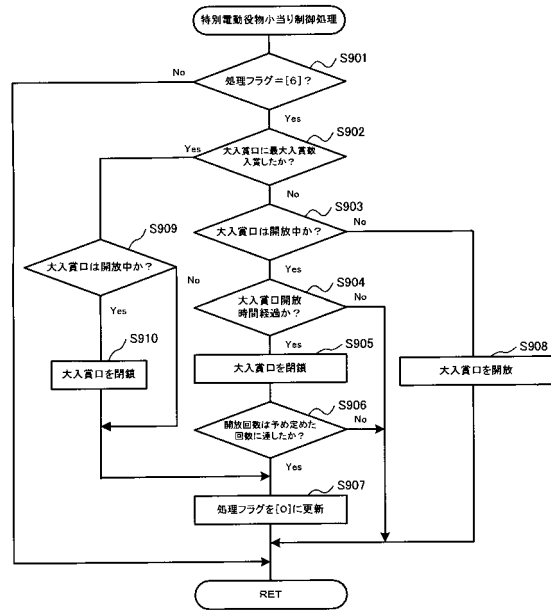 特別電動役物小当り制御処理
S901
No
処理フラグ=[6]?
Yes
S902
Yes
大入賞口に最大入賞数
入賞したか?
No
S903
No
S909
大入賞口は開放中か?
大入賞口は開放中か?
Yes
S904
No
大入賞口開放
時間経過か?
No
Yes
S910
Yes
S905
S908
大入賞口を閉鎖
大入賞口を閉鎖
大入賞口を開放
S906
開放回数は予め定めた
回数に達したか?
No
Yes
S907
処理フラグを[0]に更新
RET